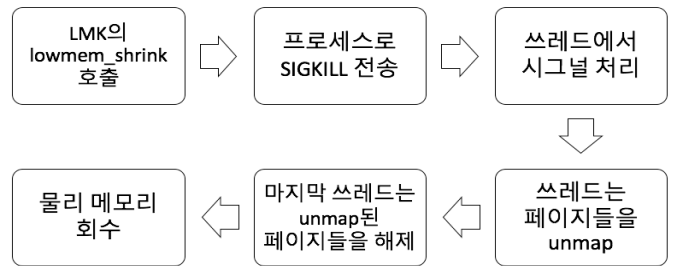 LMK의
lowmem_shrink
호출
프로세스로
SIGKILL 전송
쓰레드에서
시그널 처리
쓰레드는
페이지들을
unmap
마지막 쓰레드는
unmap된
페이지들을 해제
물리 메모리
회수